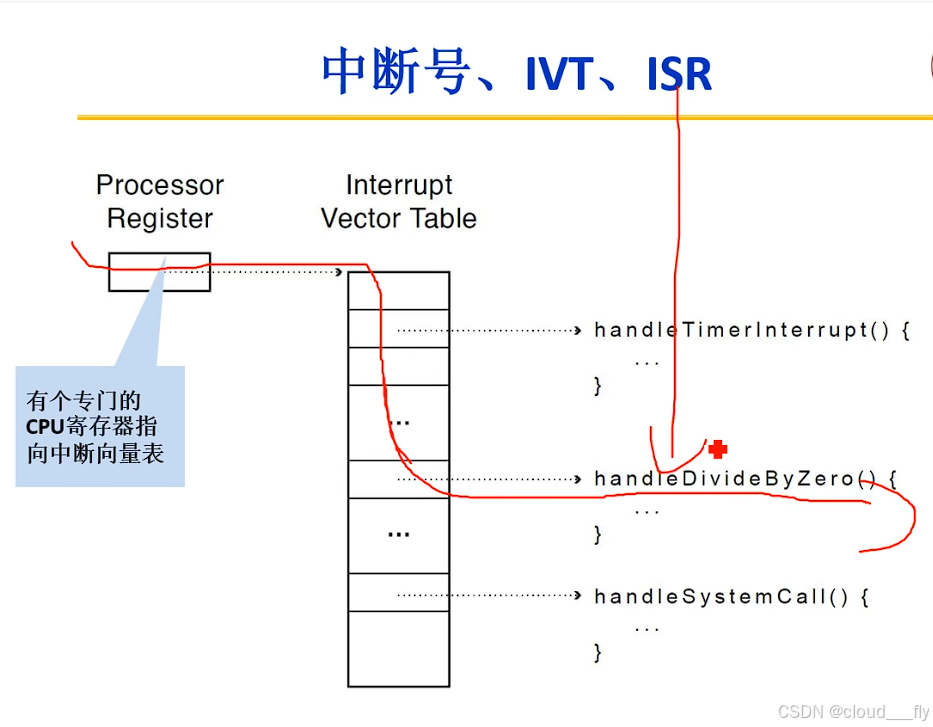 中断号、IVT、ISR
Processor
Register
Interrupt
Vector Table
有个专门的
CPU寄存器指
向中断向量表
...
...
handleTimerInterrupt() {
...
}
handleDivideByZero() {
...
}
handleSystemCall() {
...
}
CSDN @cloud___fly